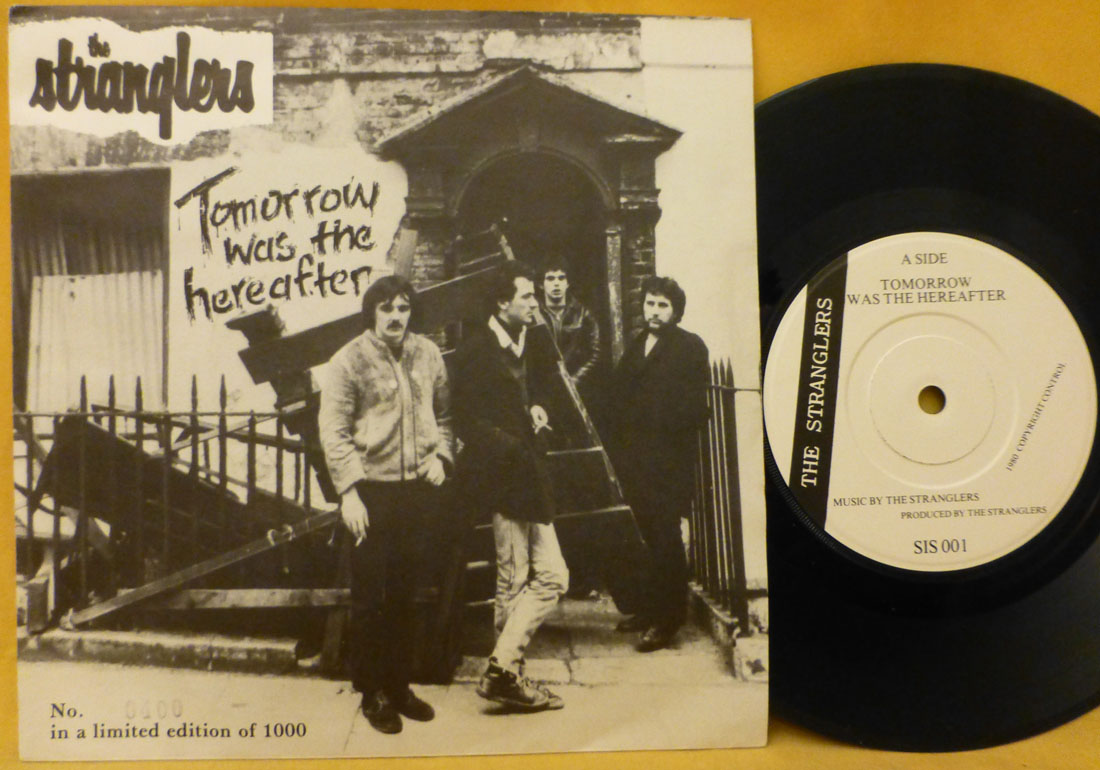 the
stranglers
Tomorrow
was the
hereafter
No. 0400
in a limited edition of 1000
A SIDE
TOMORROW
WAS THE HEREAFTER
THE STRANGLERS
1980 COPYRIGHT CONTROL
MUSIC BY THE STRANGLERS
PRODUCED BY THE STRANGLERS
SIS 001